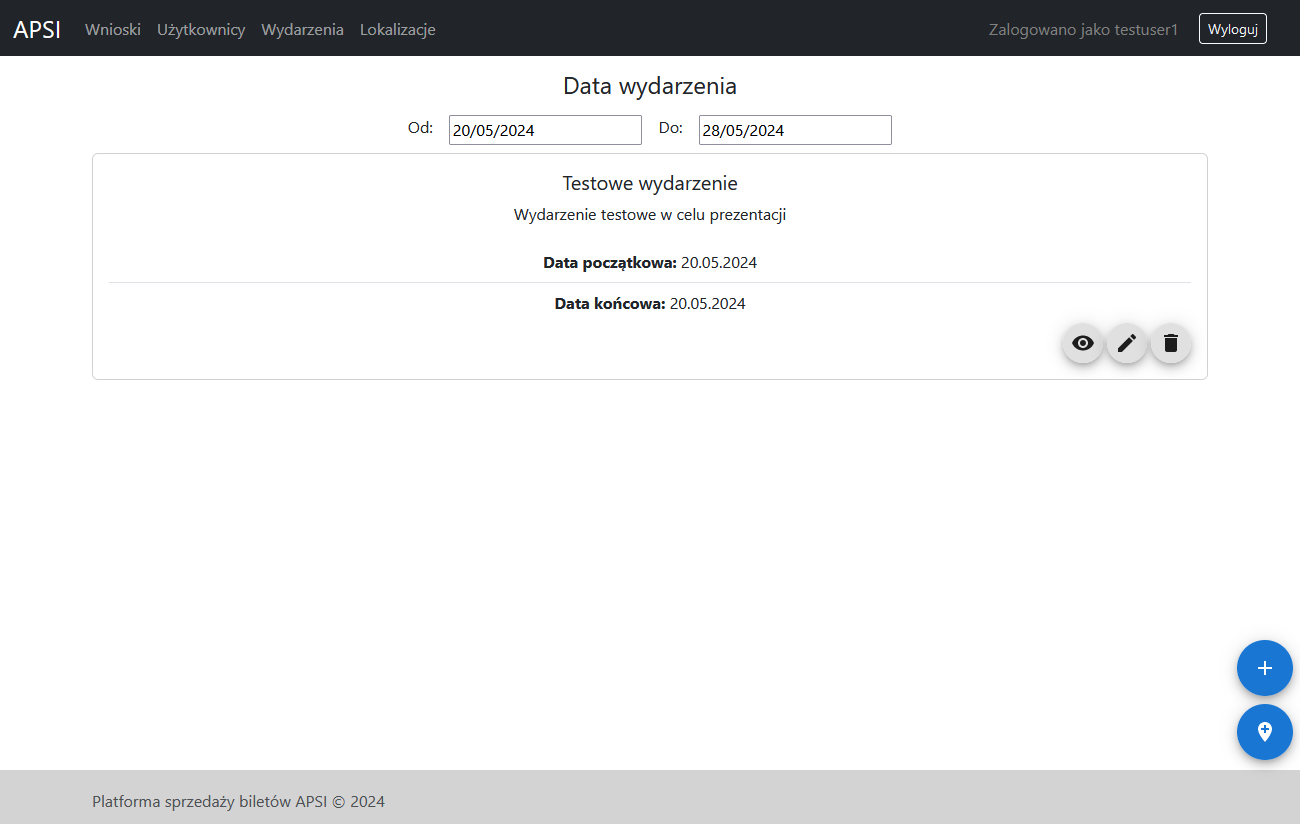 APSI Wnioski Użytkownicy Wydarzenia Lokalizacje Zalogowano jako testuser1 Wyloguj
Data wydarzenia
Od: 20/05/2024 Do: 28/05/2024
Testowe wydarzenie
Wydarzenie testowe w celu prezentacji
Data początkowa: 20.05.2024
Data końcowa: 20.05.2024
Platforma sprzedaży biletów APSI © 2024